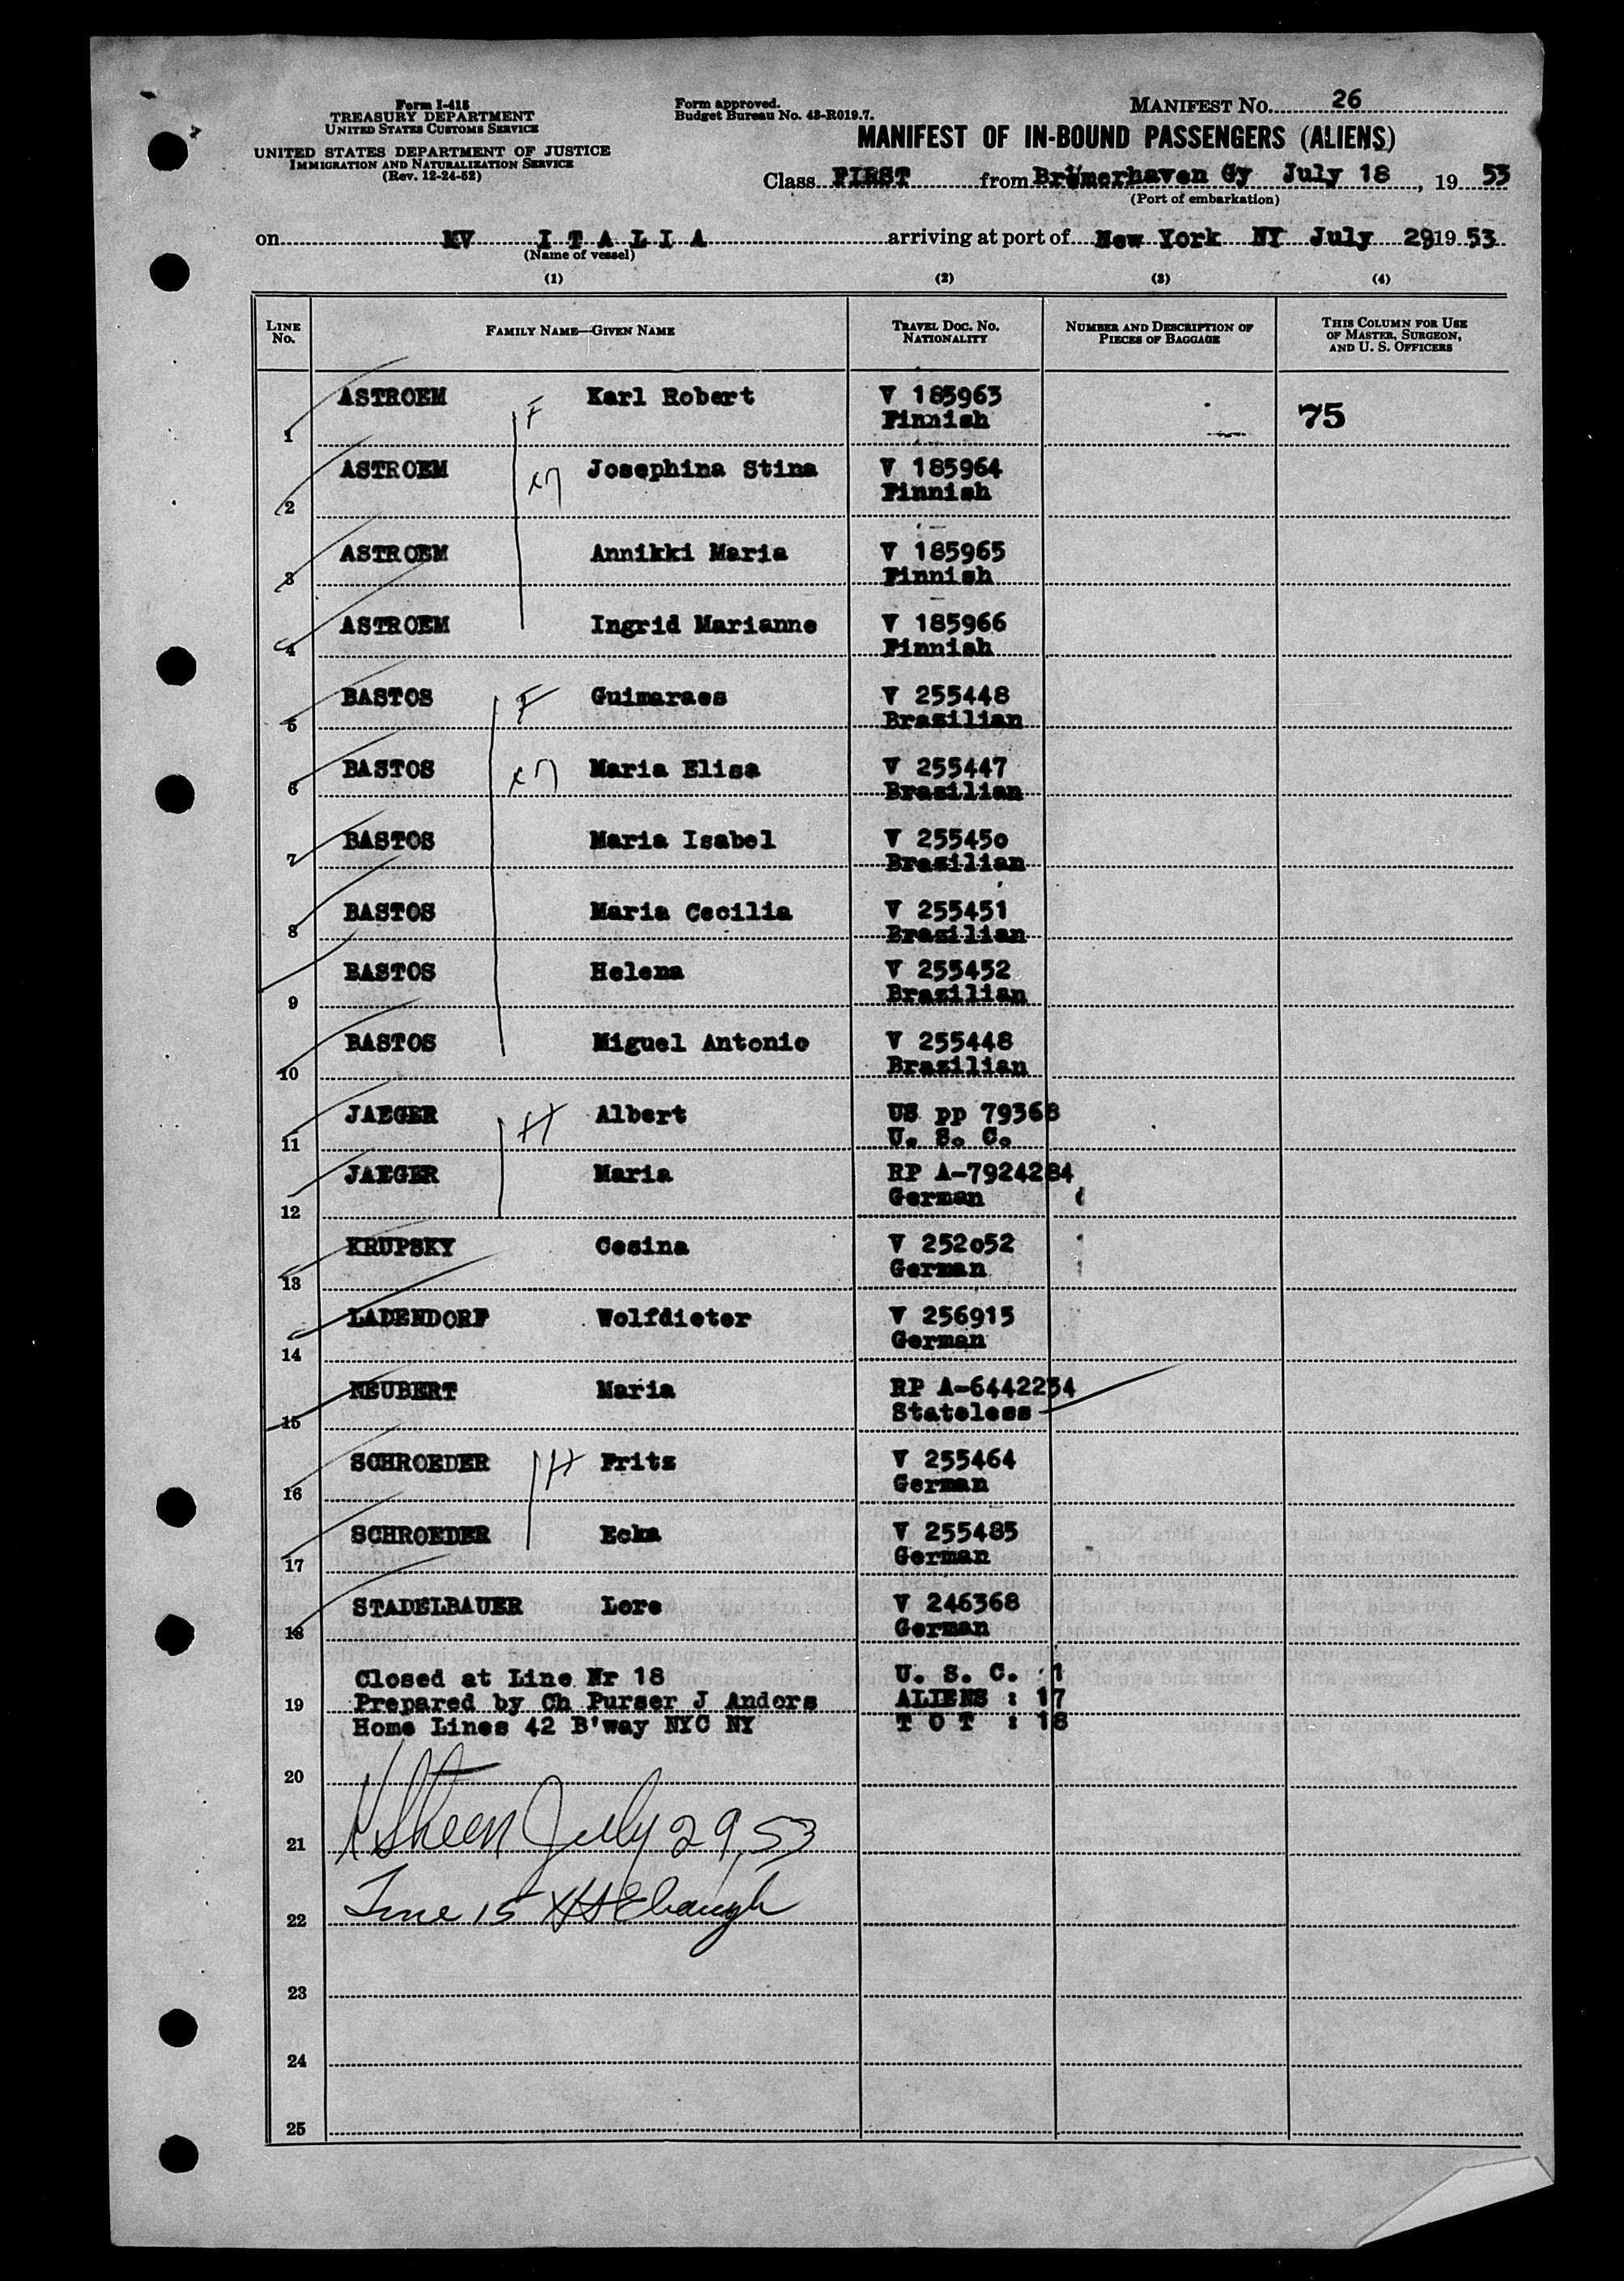 Form I-415
TREASURY DEPARTMENT
UNITED STATES CUSTOMS SERVICE
UNITED STATES DEPARTMENT OF JUSTICE
IMMIGRATION AND NATURALIZATION SERVICE
(Rev. 12-24-52)
Form approved.
Budget Bureau No. 43-R019.7.
MANIFEST NO. 26
MANIFEST OF IN-BOUND PASSENGERS (ALIENS)
Class FIRST from Bremerhaven Gy July 18, 1953
(Port of embarkation)
on MV ITALIA arriving at port of New York NY July 29 1953
(Name of vessel)
(1) (2) (3) (4)
LINE NO. FAMILY NAME—GIVEN NAME TRAVEL DOC. NO. NATIONALITY NUMBER AND DESCRIPTION OF PIECES OF BAGGAGE THIS COLUMN FOR USE OF MASTER, SURGEON, AND U. S. OFFICERS
1 ASTROEM F Karl Robert V 185963 75
Finnish
2 ASTROEM Josephina Stina V 185964
Finnish
3 ASTROEM Annikki Maria V 185965
Finnish
4 ASTROEM Ingrid Marianne V 185966
Finnish
5 BASTOS F Guimaraes V 255448
Brazilian
6 BASTOS Maria Elisa V 255447
Brazilian
7 BASTOS Maria Isabel V 255450
Brazilian
8 BASTOS Maria Cecilia V 255451
Brazilian
9 BASTOS Helena V 255452
Brazilian
10 BASTOS Miguel Antonio V 255448
Brazilian
11 JAEGER H Albert US pp 79368
U. S. C.
12 JAEGER Maria RP A-7924284
German
13 KRUPSKY Gesina V 252052
German
14 LADENDORF Wolfdieter V 256915
German
15 NEUBERT Maria RP A-6442254
Stateless
16 SCHROEDER H Fritz V 255464
German
17 SCHROEDER Ecka V 255485
German
18 STADELBAUER Lore V 246368
German
Closed at Line Nr 18 U. S. C. 1
19 Prepared by Ch Purser J Anders ALIENS : 17
Home Lines 42 B'way NYC NY TOT : 18
20
21 July 29, 53
22 15
23
24
25